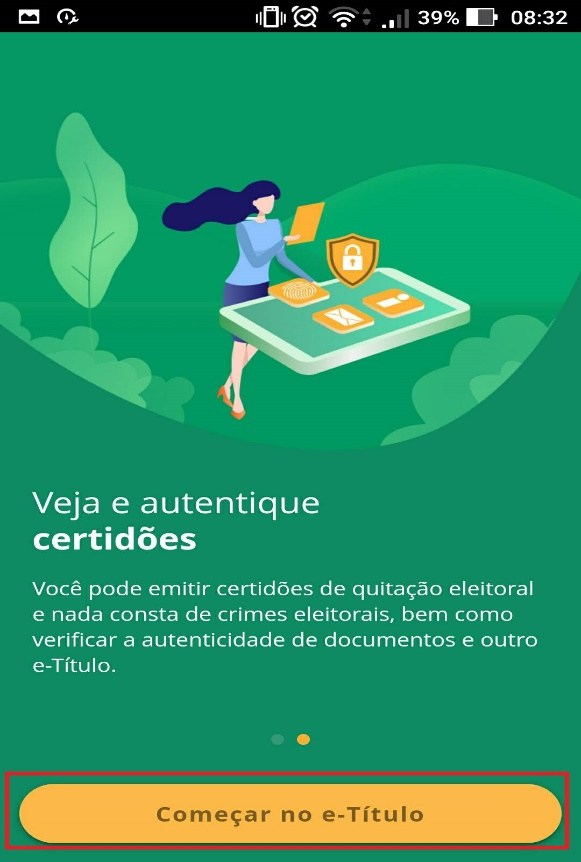 39% 08:32
Veja e autentique
certidões
Você pode emitir certidões de quitação eleitoral
e nada consta de crimes eleitorais, bem como
verificar a autenticidade de documentos e outro
e-Título.
Começar no e-Título